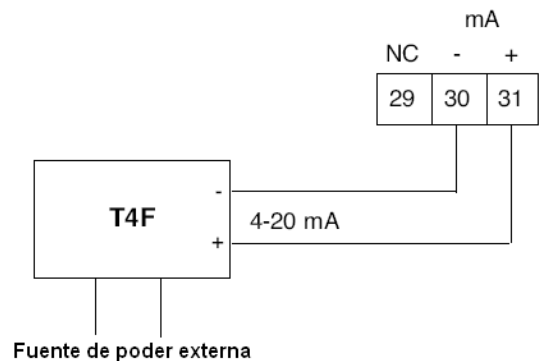 mA
NC - +
29 30 31
-
T4F
4-20 mA
+
Fuente de poder externa